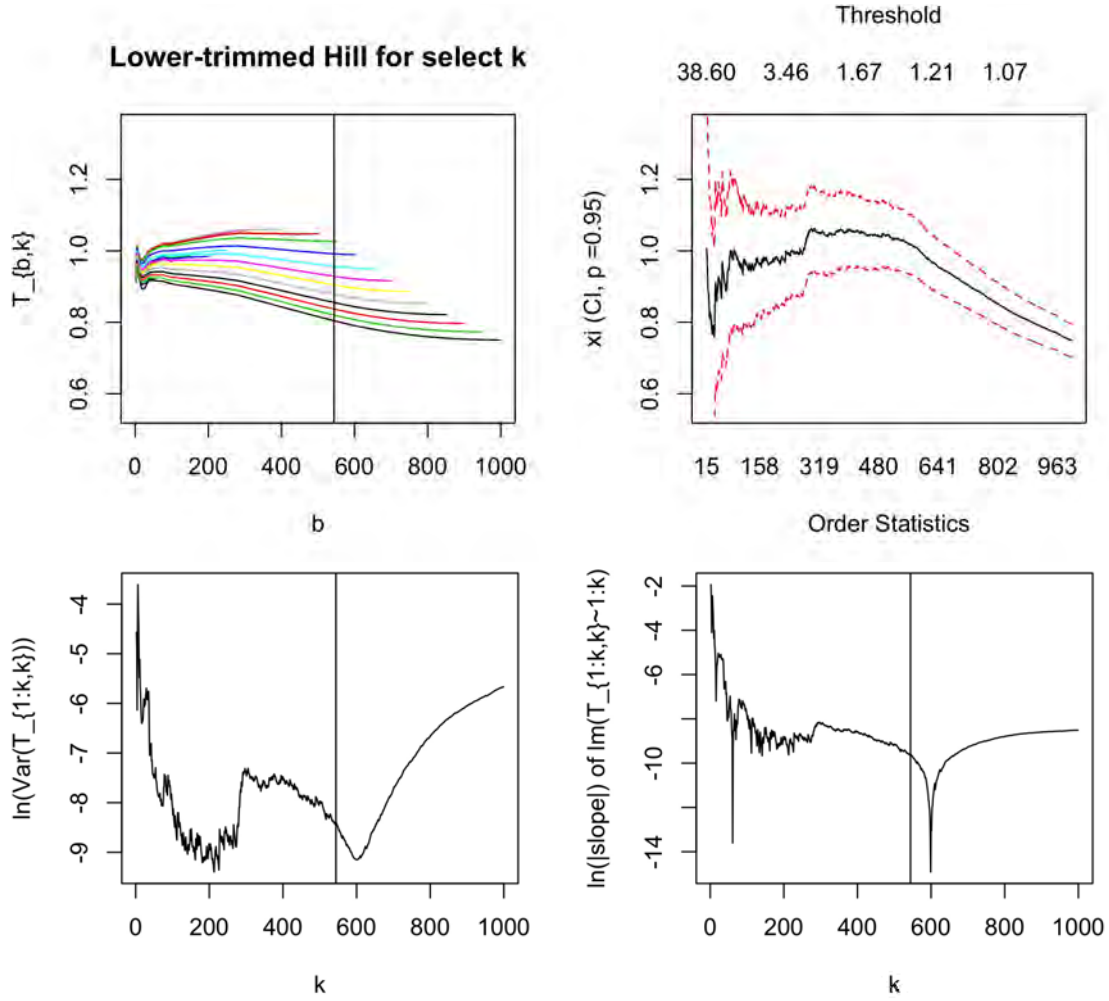 Lower-trimmed Hill for select k
T_{b,k}
1.2
1.0
0.8
0.6
0 200 400 600 800 1000
b
Threshold
38.60 3.46 1.67 1.21 1.07
xi (CI, p =0.95)
1.2
1.0
0.8
0.6
15 158 319 480 641 802 963
Order Statistics
ln(Var(T_{1:k,k}))
-4
-5
-6
-7
-8
-9
0 200 400 600 800 1000
k
ln(|slope|) of lm(T_{1:k,k}~1:k)
-2
-4
-6
-10
-14
0 200 400 600 800 1000
k